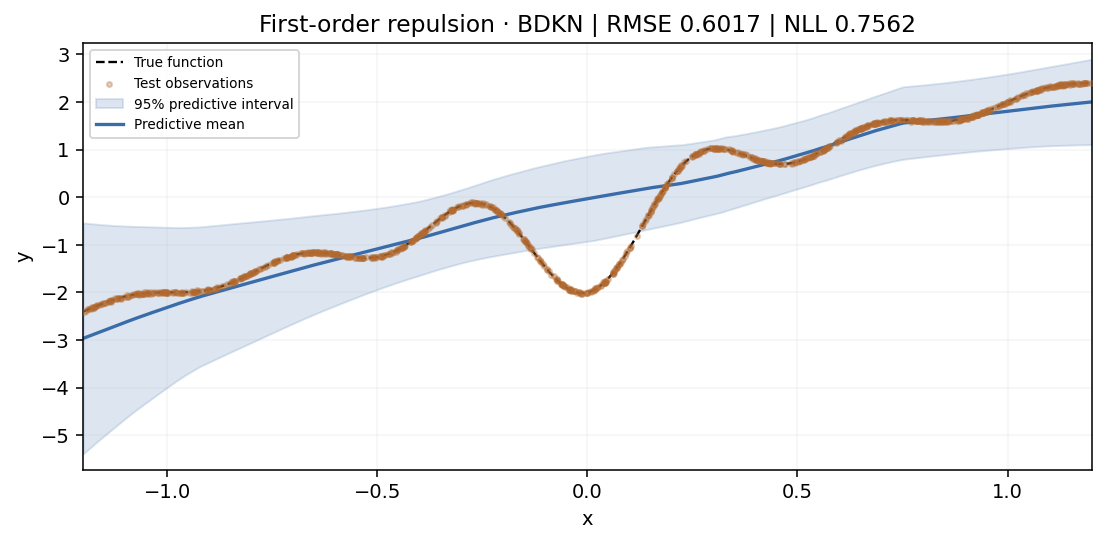 First-order repulsion · BDKN | RMSE 0.6017 | NLL 0.7562
True function
Test observations
95% predictive interval
Predictive mean
3
2
1
0
−1
−2
−3
−4
−5
y
−1.0
−0.5
0.0
0.5
1.0
x